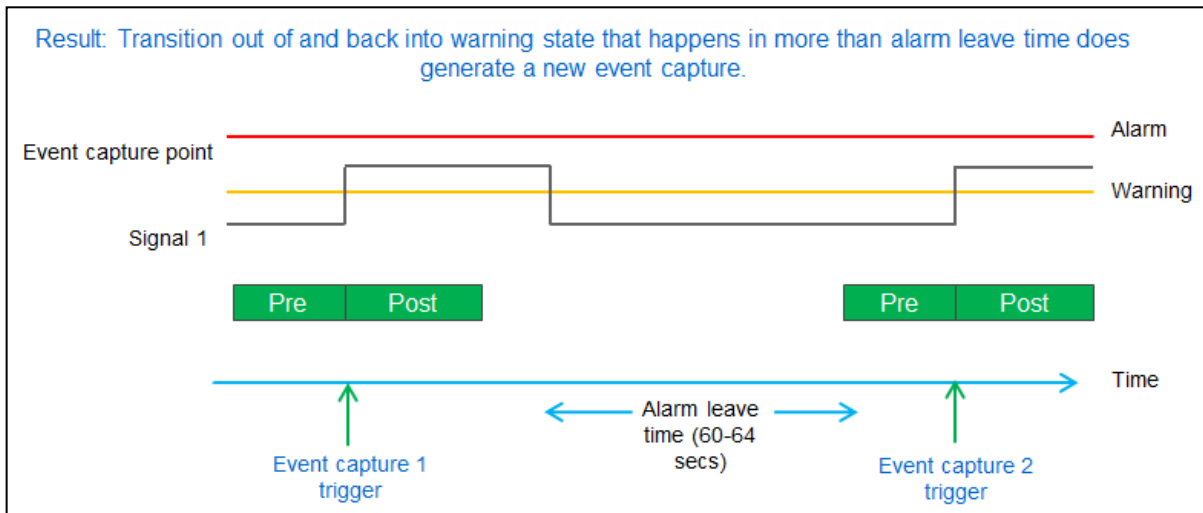 Result: Transition out of and back into warning state that happens in more than alarm leave time does
generate a new event capture.
Alarm
Event capture point
Warning
Signal 1
Pre
Post
Pre
Post
Time
Alarm leave
time (60-64
secs)
Event capture 1
trigger
Event capture 2
trigger